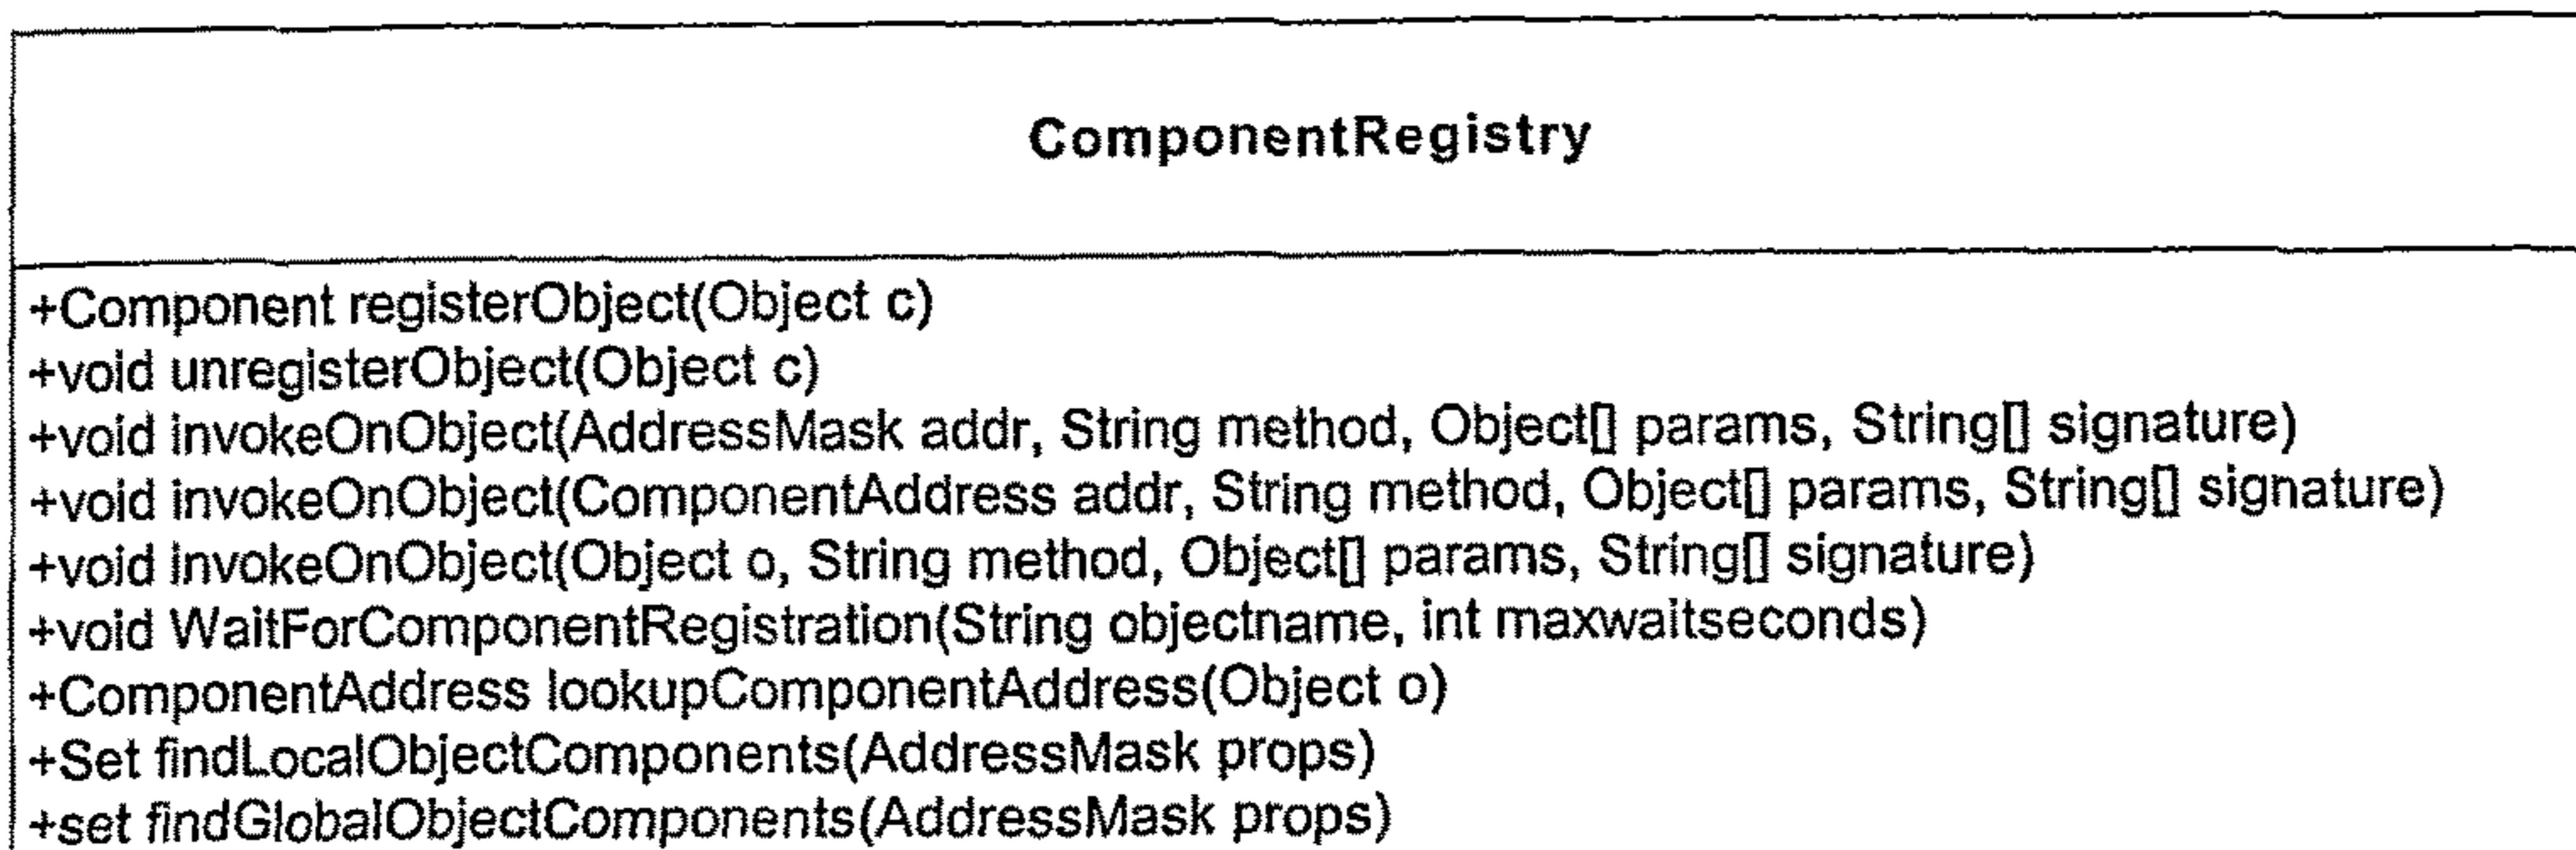 ComponentRegistry
+Component registerObject(Object c)
+void unregisterObject(Object c)
+void invokeOnObject(AddressMask addr, String method, Object[] params, String[] signature)
+void invokeOnObject(ComponentAddress addr, String method, Object[] params, String[] signature)
+void invokeOnObject(Object o, String method, Object[] params, String[] signature)
+void WaitForComponentRegistration(String objectname, int maxwaitseconds)
+ComponentAddress lookupComponentAddress(Object o)
+Set findLocalObjectComponents(AddressMask props)
+set findGlobalObjectComponents(AddressMask props)